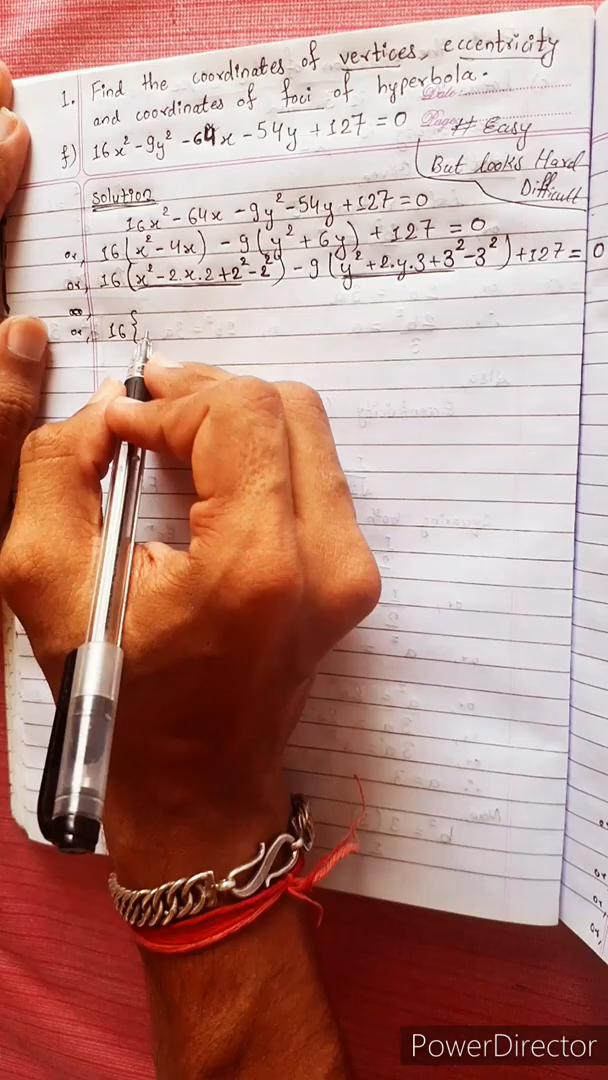 1. Find the coordinates of vertices, eccentricity
and coordinates of foci of hyperbola.
Date:
f) 16x² - 9y² - 64x - 54y + 127 = 0
Page:
# Easy
But looks Hard
Difficult
Solution
16x² - 64x - 9y² - 54y + 127 = 0
or, 16(x² - 4x) - 9(y² + 6y) + 127 = 0
or, 16(x² - 2.x.2 + 2² - 2²) - 9(y² + 2.y.3 + 3² - 3²) + 127 = 0
or, 16{
PowerDirector